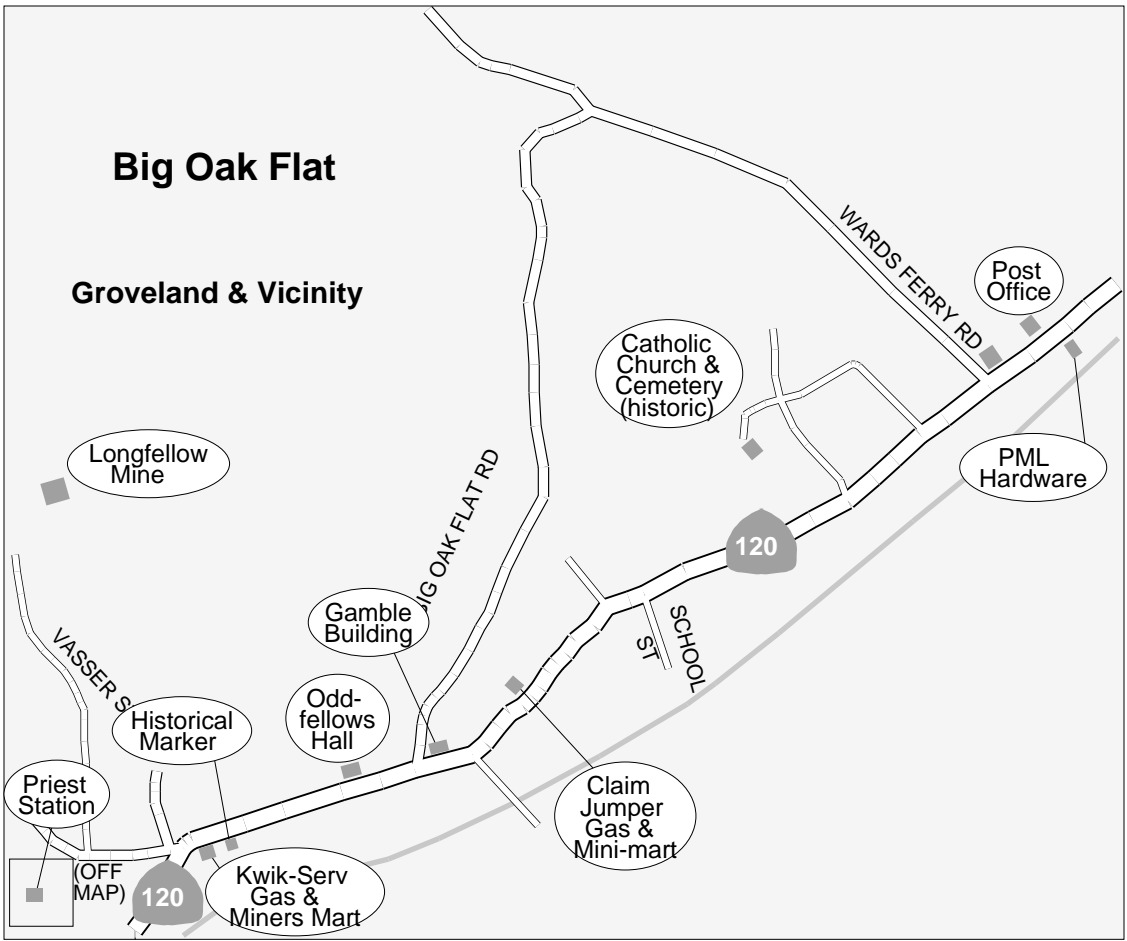 Big Oak Flat
Groveland & Vicinity
WARDS FERRY RD
Post
Office
Catholic
Church &
Cemetery
(historic)
Longfellow
Mine
PML
Hardware
BIG OAK FLAT RD
120
Gamble
Building
SCHOOL
ST
VASSER S
Odd-
fellows
Hall
Historical
Marker
Priest
Station
Claim
Jumper
Gas &
Mini-mart
(OFF
MAP)
120
Kwik-Serv
Gas &
Miners Mart